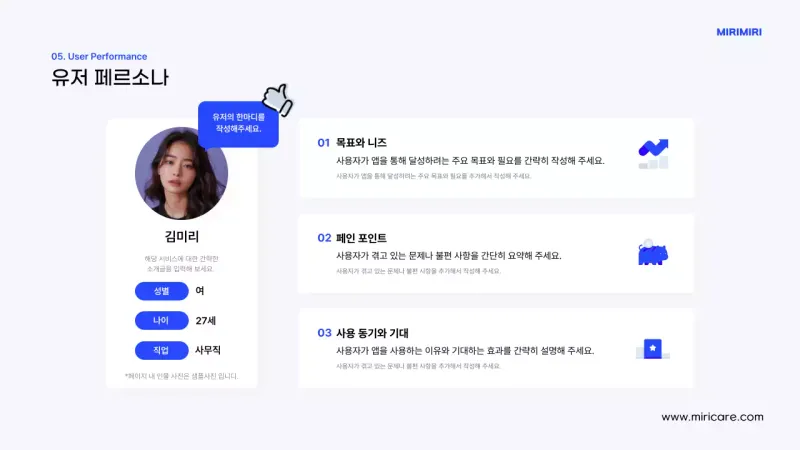 MIRIMIRI
05. User Performance
유저 페르소나
유저의 한마디를
작성해주세요.
김미리
해당 서비스에 대한 간략한
소개글을 입력해 보세요.
성별 여
나이 27세
직업 사무직
*페이지 내 인물 사진은 샘플사진 입니다.
01 목표와 니즈
사용자가 앱을 통해 달성하려는 주요 목표와 필요를 간략히 작성해 주세요.
사용자가 앱을 통해 달성하려는 주요 목표와 필요를 추가해서 작성해 주세요.
02 페인 포인트
사용자가 겪고 있는 문제나 불편 사항을 간단히 요약해 주세요.
사용자가 겪고 있는 문제나 불편 사항을 추가해서 작성해 주세요.
03 사용 동기와 기대
사용자가 앱을 사용하는 이유와 기대하는 효과를 간략히 설명해 주세요.
사용자가 겪고 있는 문제나 불편 사항을 추가해서 작성해 주세요.
www.miricare.com